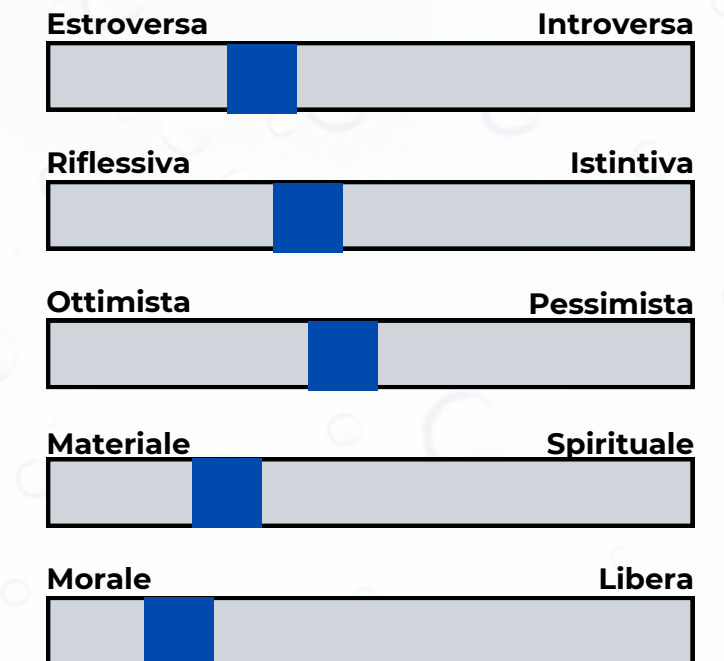 Estroversa Introversa
Riflessiva Istintiva
Ottimista Pessimista
Materiale Spirituale
Morale Libera